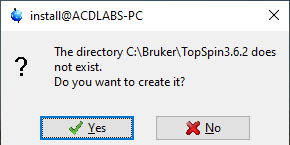 install@ACDLABS-PC
The directory C:\Bruker\TopSpin3.6.2 does
not exist.
Do you want to create it?
Yes
No